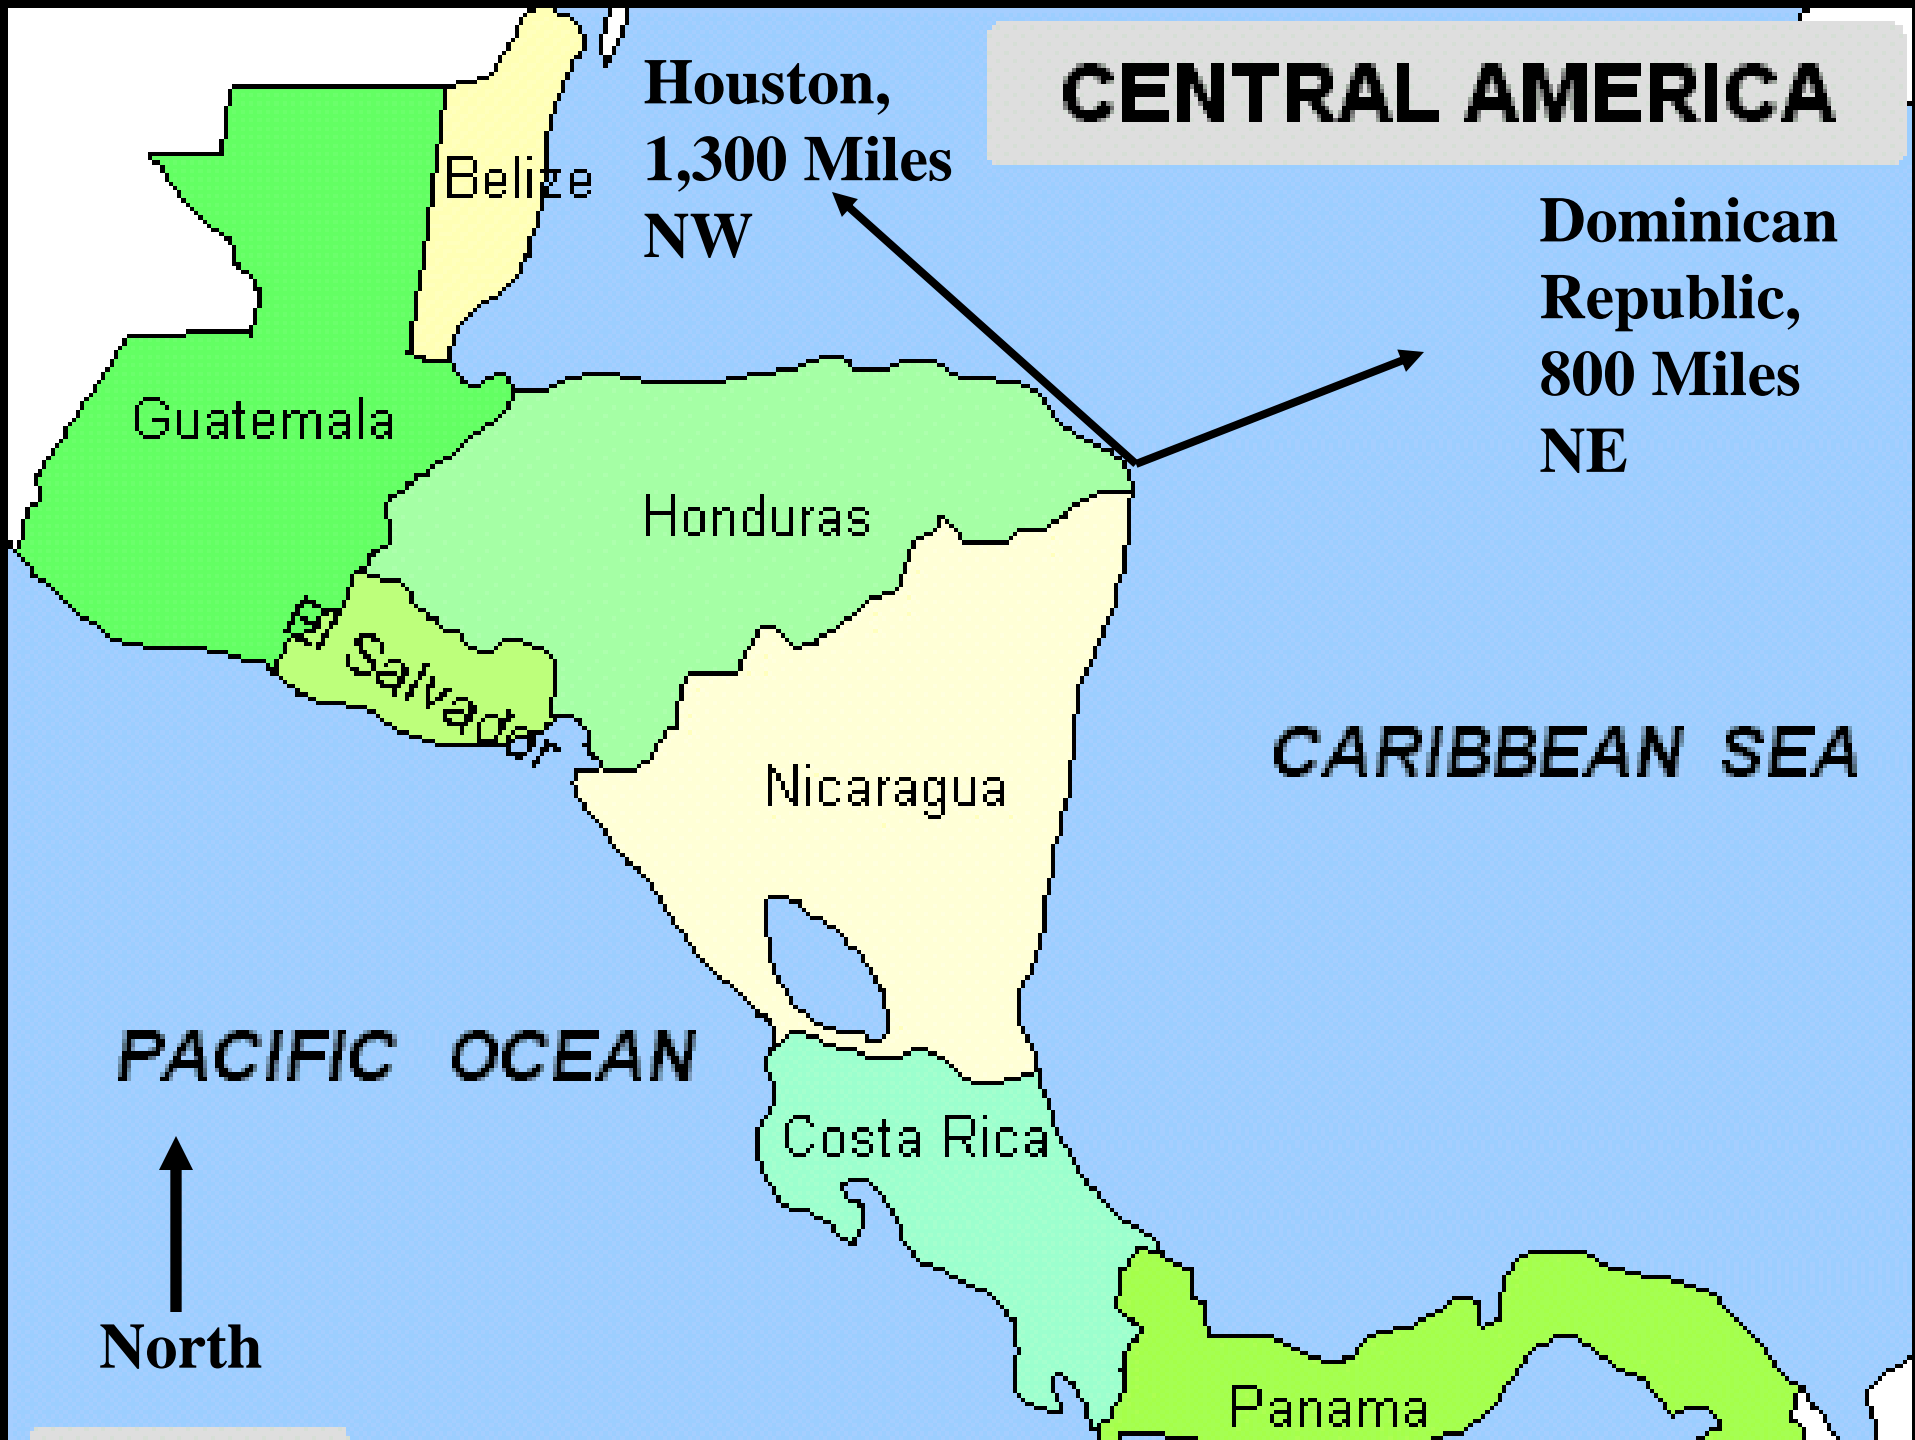 CENTRAL AMERICA
Houston,
1,300 Miles
NW
Belize
Dominican
Republic,
800 Miles
NE
Guatemala
Honduras
El
Salvador
CARIBBEAN SEA
Nicaragua
PACIFIC OCEAN
Costa Rica
North
Panama